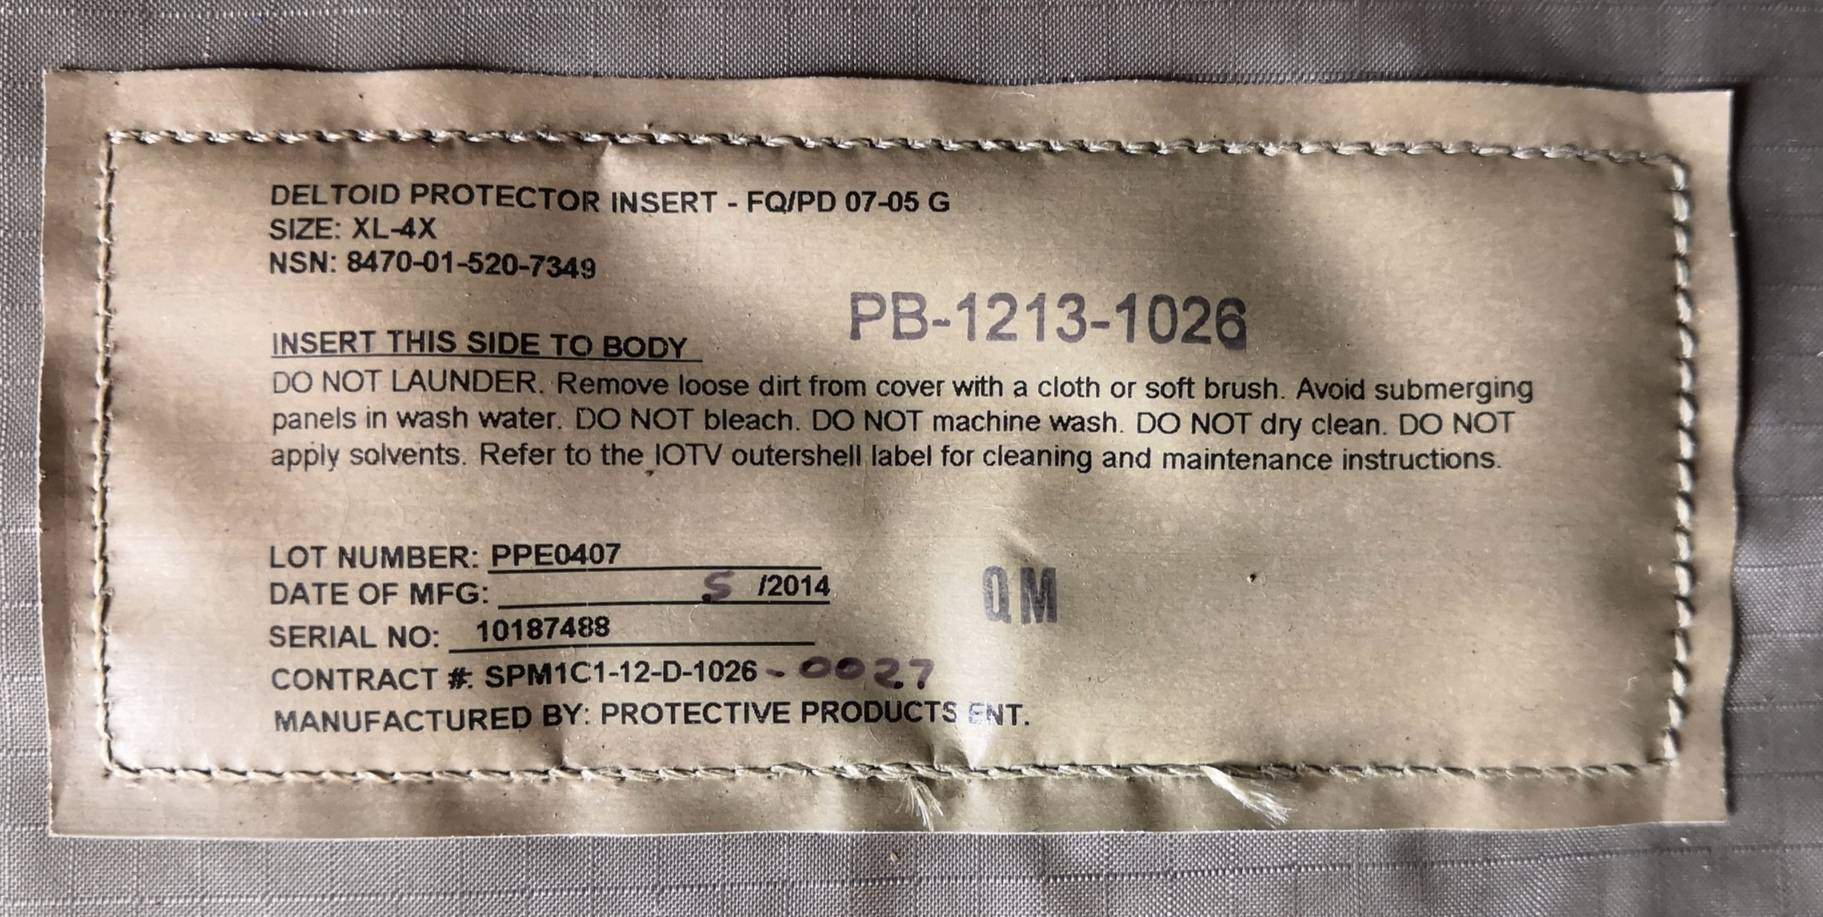 DELTOID PROTECTOR INSERT - FQ/PD 07-05 G
SIZE: XL-4X
NSN: 8470-01-520-7349
PB-1213-1026
INSERT THIS SIDE TO BODY
DO NOT LAUNDER. Remove loose dirt from cover with a cloth or soft brush. Avoid submerging
panels in wash water. DO NOT bleach. DO NOT machine wash. DO NOT dry clean. DO NOT
apply solvents. Refer to the IOTV outershell label for cleaning and maintenance instructions.
LOT NUMBER: PPE0407
DATE OF MFG: 5 /2014
QM
SERIAL NO: 10187488
CONTRACT #: SPM1C1-12-D-1026-0027
MANUFACTURED BY: PROTECTIVE PRODUCTS ENT.